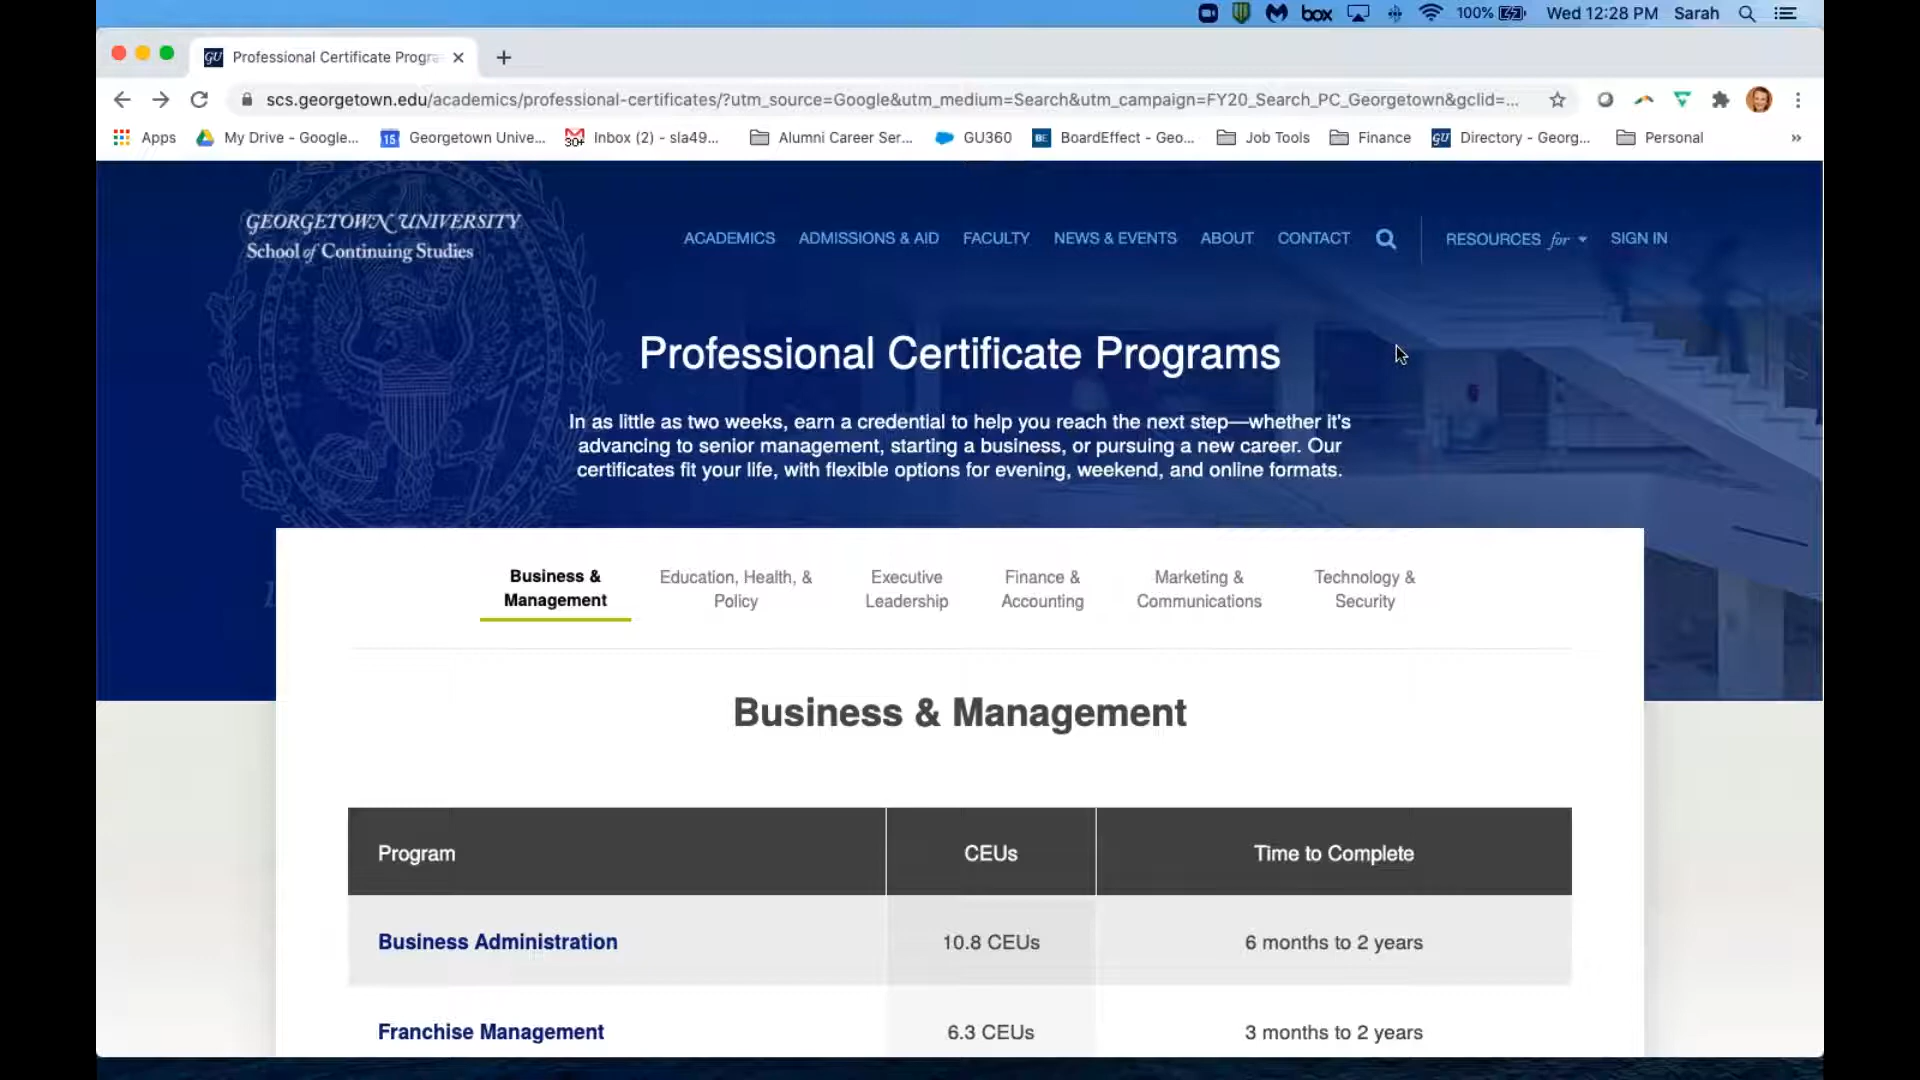 box 100% Wed 12:28 PM Sarah
GU Professional Certificate Progra
scs.georgetown.edu/academics/professional-certificates/?utm_source=Google&utm_medium=Search&utm_campaign=FY20_Search_PC_Georgetown&gclid=...
Apps My Drive - Google... 15 Georgetown Unive... 30+ Inbox (2) - sla49... Alumni Career Ser... GU360 BE BoardEffect - Geo... Job Tools Finance GU Directory - Georg... Personal »
GEORGETOWN UNIVERSITY
School of Continuing Studies
ACADEMICS ADMISSIONS & AID FACULTY NEWS & EVENTS ABOUT CONTACT RESOURCES for SIGN IN
Professional Certificate Programs
In as little as two weeks, earn a credential to help you reach the next step—whether it's
advancing to senior management, starting a business, or pursuing a new career. Our
certificates fit your life, with flexible options for evening, weekend, and online formats.
Business &
Management
Education, Health, &
Policy
Executive
Leadership
Finance &
Accounting
Marketing &
Communications
Technology &
Security
Business & Management
Program CEUs Time to Complete
Business Administration 10.8 CEUs 6 months to 2 years
Franchise Management 6.3 CEUs 3 months to 2 years